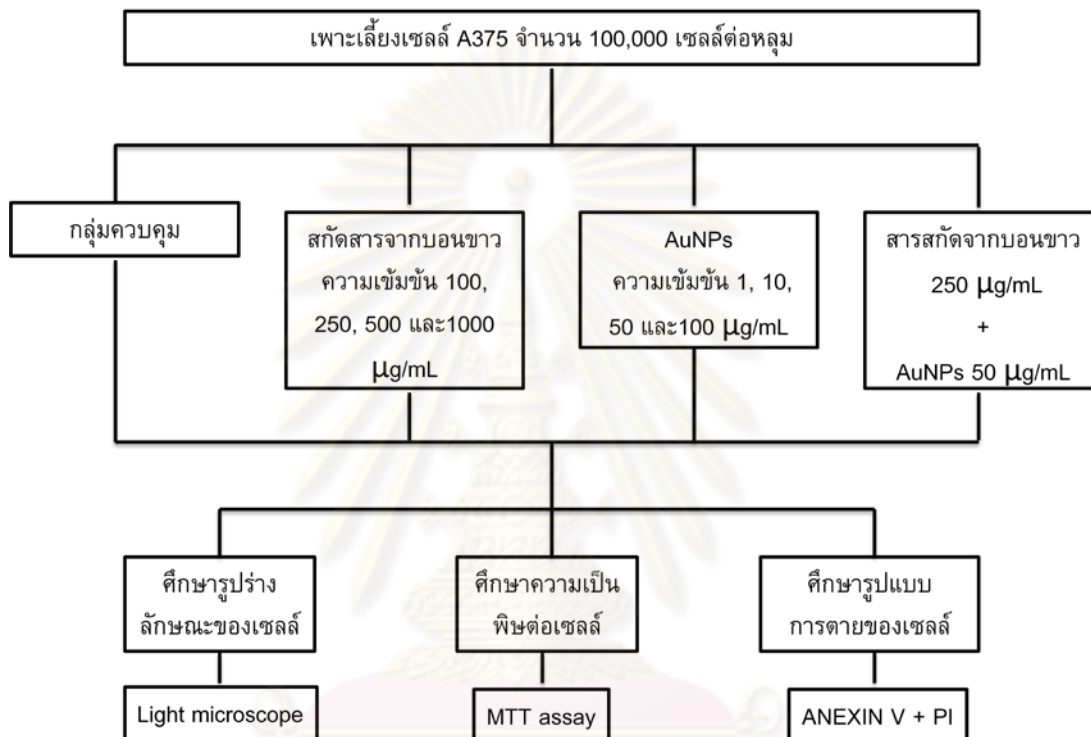 เพาะเลี้ยงเซลล์ A375 จำนวน 100,000 เซลล์ต่อหลุม
กลุ่มควบคุม
สกัดสารจากบอนขาว
ความเข้มข้น 100,
250, 500 และ1000
µg/mL
AuNPs
ความเข้มข้น 1, 10,
50 และ100 µg/mL
สารสกัดจากบอนขาว
250 µg/mL
+
AuNPs 50 µg/mL
ศึกษารูปร่าง
ลักษณะของเซลล์
ศึกษาความเป็น
พิษต่อเซลล์
ศึกษารูปแบบ
การตายของเซลล์
Light microscope
MTT assay
ANEXIN V + PI